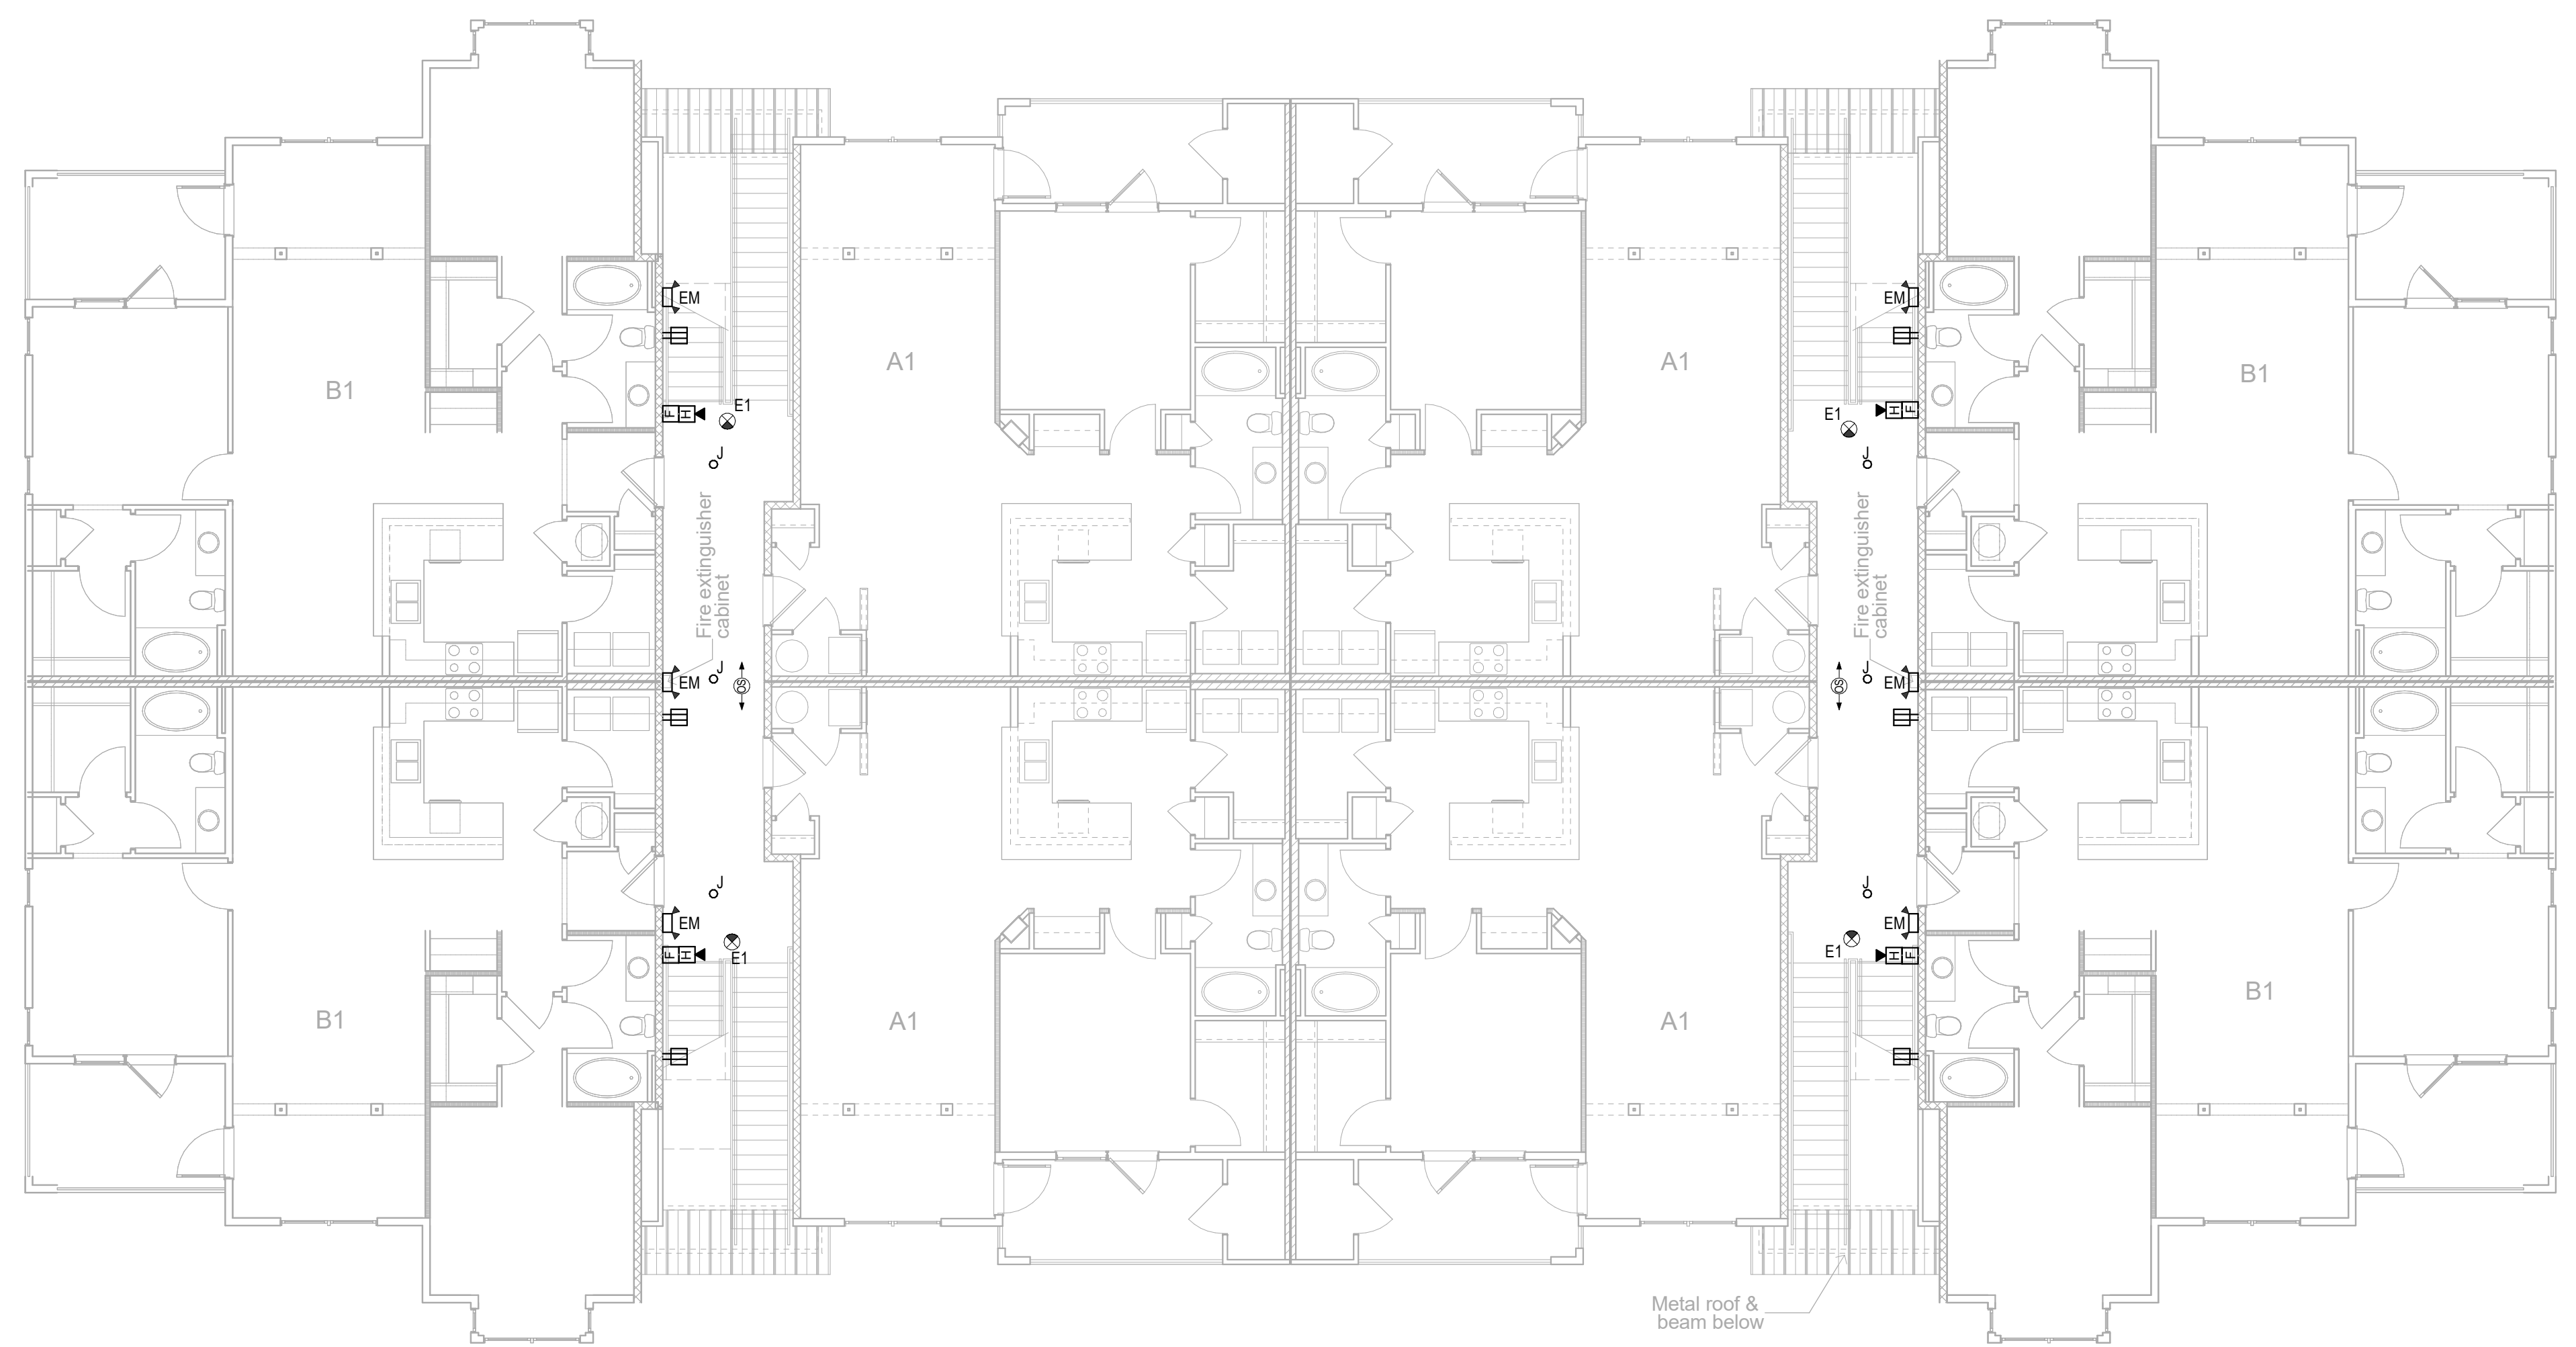 EM
EM
A1
A1
B1
B1
E1
F H
E1
H F
J
J
Fire extinguisher
cabinet
Fire extinguisher
cabinet
J
J
EM
OS
OS
EM
J
J
EM
EM
F H
E1
E1
H F
B1
A1
A1
B1
Metal roof &
beam below